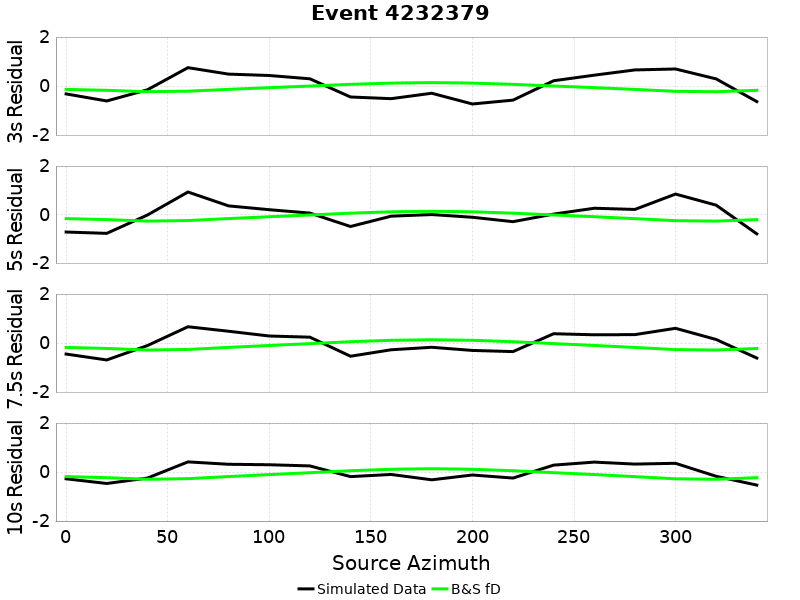 Event 4232379
3s Residual
2
0
-2
5s Residual
2
0
-2
7.5s Residual
2
0
-2
10s Residual
2
0
-2
0 50 100 150 200 250 300
Source Azimuth
Simulated Data B&S fD